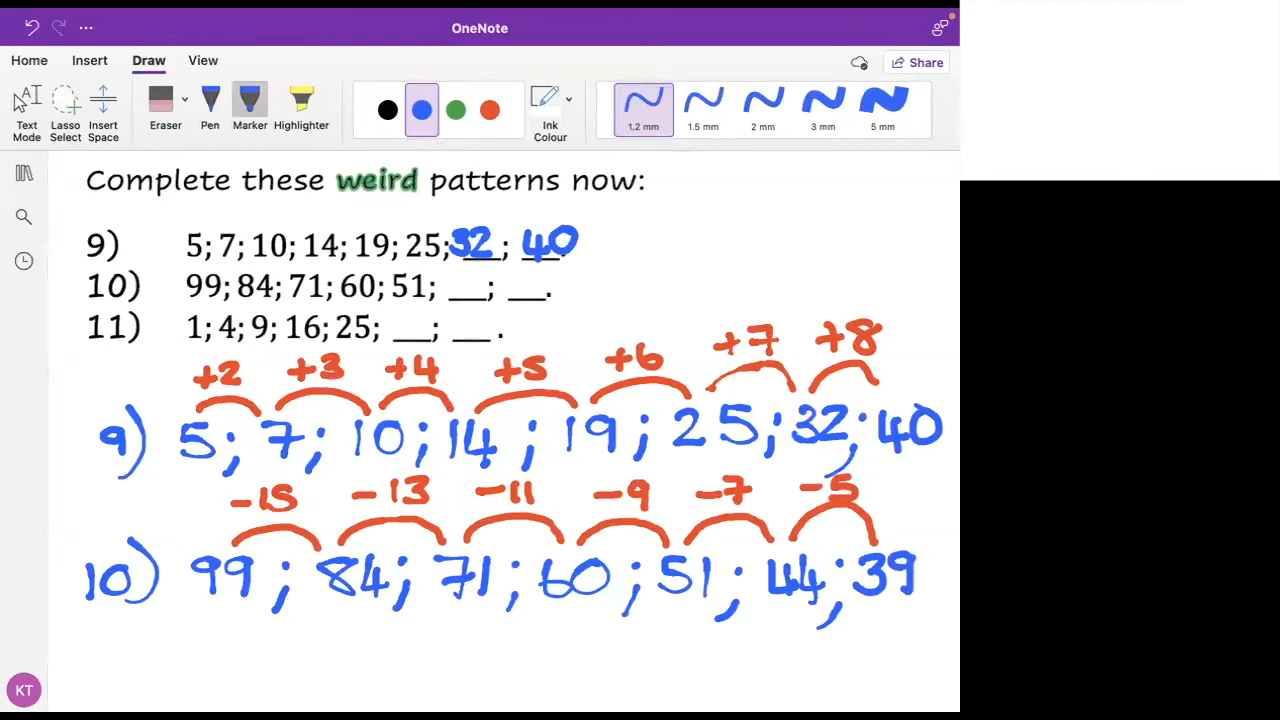 OneNote
Home Insert Draw View
Share
Text Mode
Lasso Select
Insert Space
Eraser
Pen
Marker
Highlighter
Ink Colour
1.2 mm
1.5 mm
2 mm
3 mm
5 mm
Complete these weird patterns now:
9) 5; 7; 10; 14; 19; 25; 32; 40.
10) 99; 84; 71; 60; 51; __; __.
11) 1; 4; 9; 16; 25; __; __.
+2 +3 +4 +5 +6 +7 +8
9) 5; 7; 10; 14; 19; 25; 32; 40
-15 -13 -11 -9 -7 -5
10) 99; 84; 71; 60; 51; 44; 39
KT